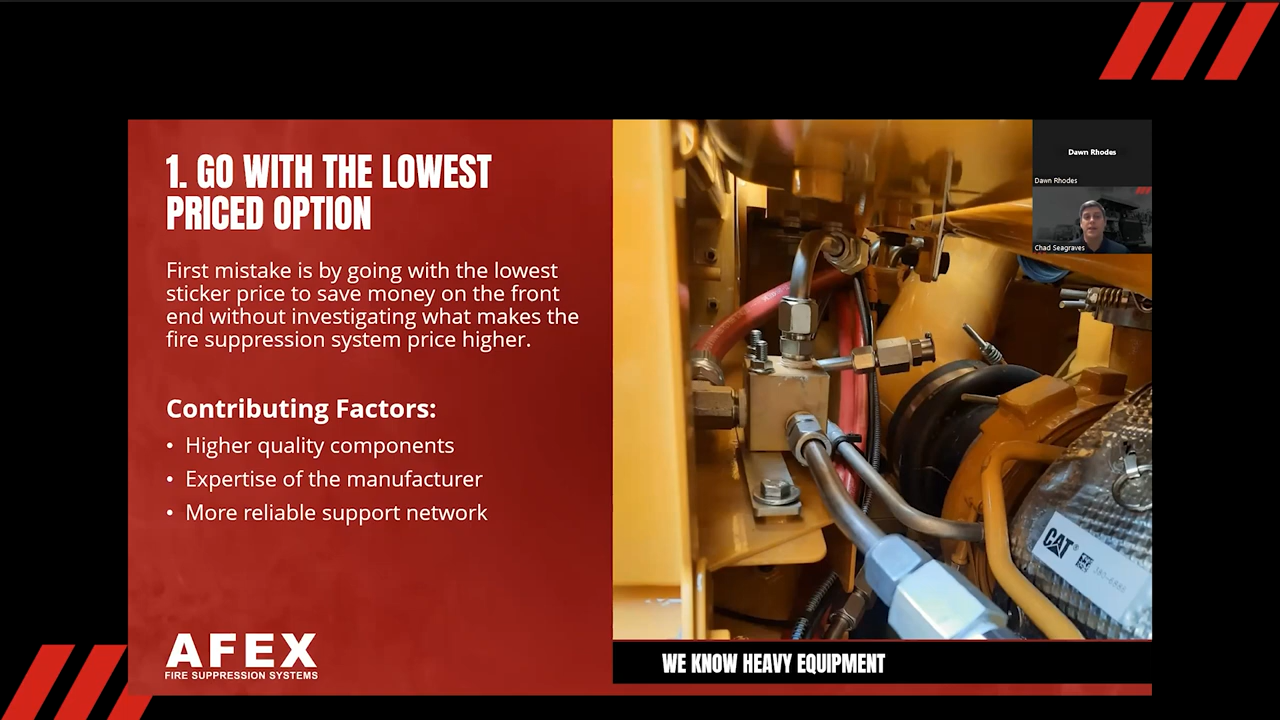 1. GO WITH THE LOWEST
PRICED OPTION
First mistake is by going with the lowest
sticker price to save money on the front
end without investigating what makes the
fire suppression system price higher.
Contributing Factors:
• Higher quality components
• Expertise of the manufacturer
• More reliable support network
AFEX
FIRE SUPPRESSION SYSTEMS
Dawn Rhodes
Dawn Rhodes
Chad Seagraves
CAT
WE KNOW HEAVY EQUIPMENT